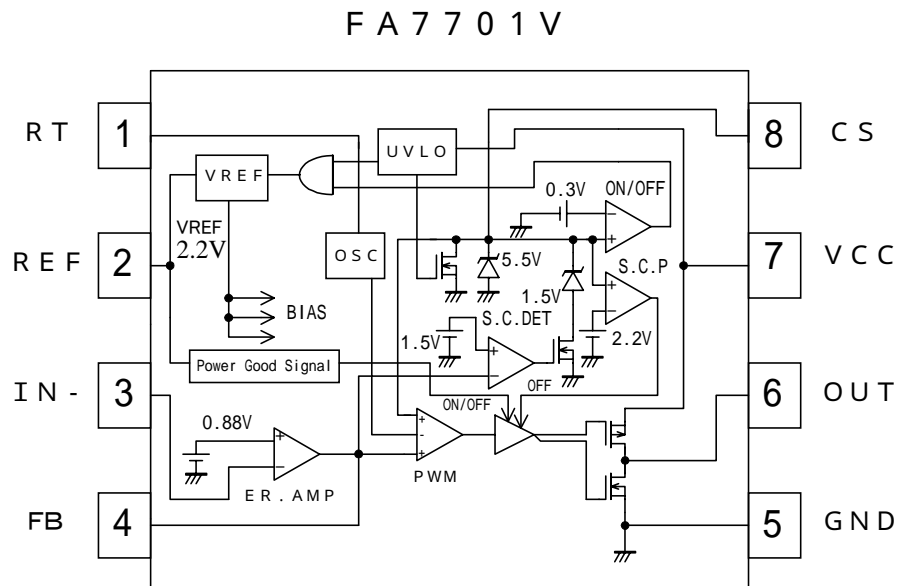 FA7701V
RT 1
8 CS
UVLO
VREF
0.3V
ON/OFF
VREF
2.2V
REF 2
OSC
5.5V
S.C.P
7 VCC
BIAS
1.5V
S.C.DET
1.5V
2.2V
Power Good Signal
OFF
IN- 3
6 OUT
ON/OFF
0.88V
PWM
ER.AMP
FB 4
5 GND
+
-
+
-
+
-
+
-
+
+
-